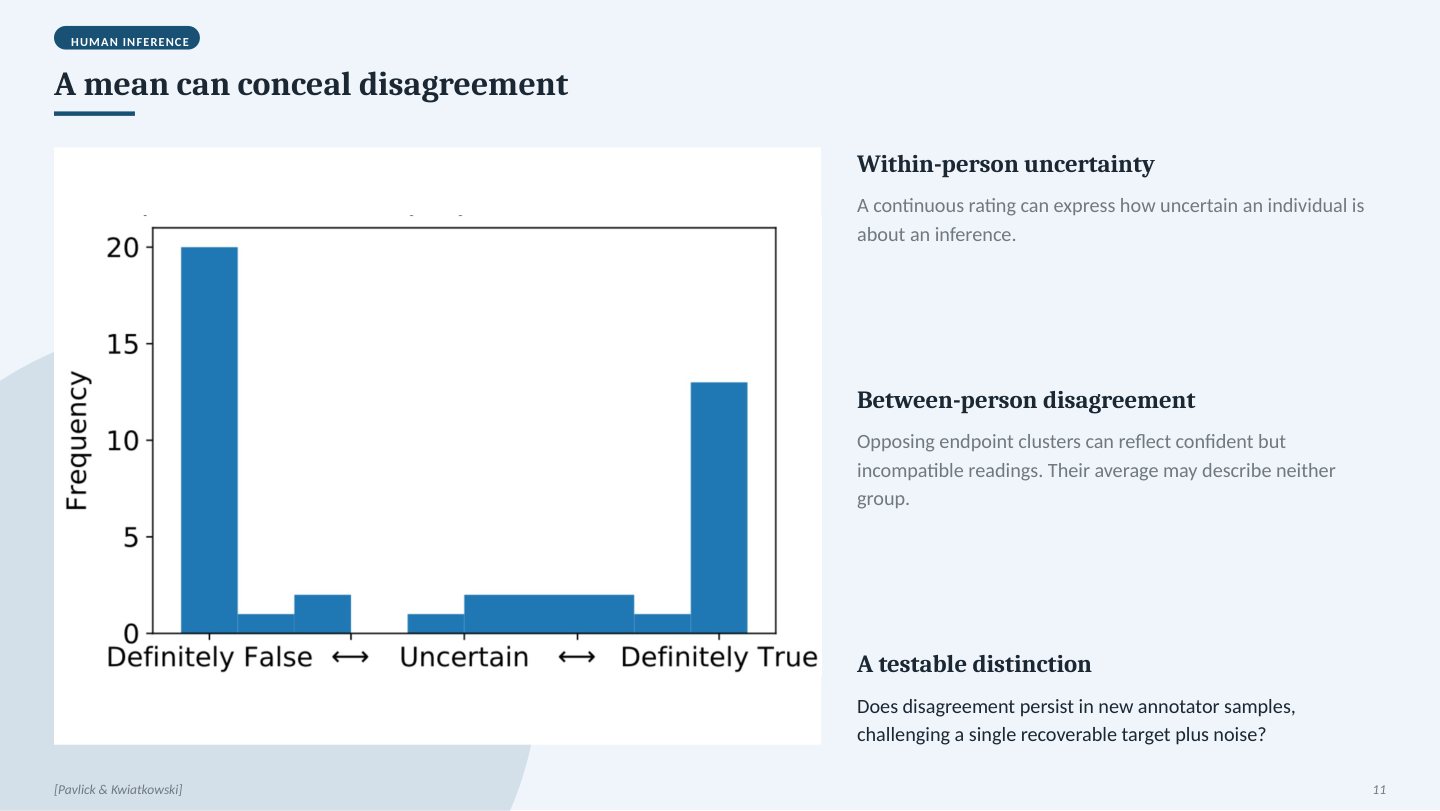 HUMAN INFERENCE
A mean can conceal disagreement
20
15
10
5
0
Frequency
Definitely False ⟷ Uncertain ⟷ Definitely True
Within-person uncertainty
A continuous rating can express how uncertain an individual is
about an inference.
Between-person disagreement
Opposing endpoint clusters can reflect confident but
incompatible readings. Their average may describe neither
group.
A testable distinction
Does disagreement persist in new annotator samples,
challenging a single recoverable target plus noise?
[Pavlick & Kwiatkowski]
11